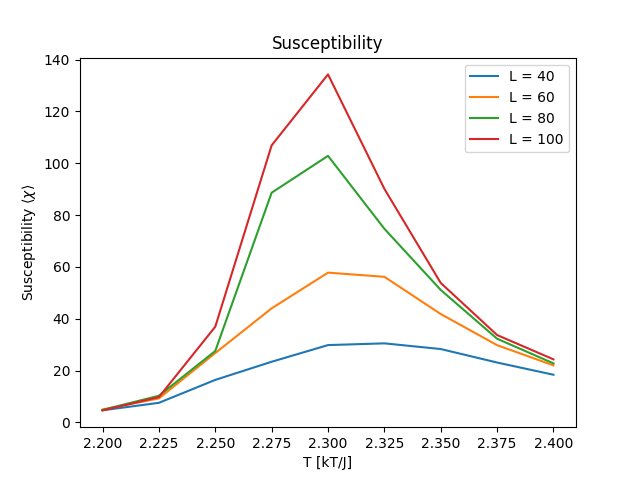 Susceptibility
140
120
100
80
60
40
20
0
Susceptibility ⟨χ⟩
L = 40
L = 60
L = 80
L = 100
2.200 2.225 2.250 2.275 2.300 2.325 2.350 2.375 2.400
T [kT/J]